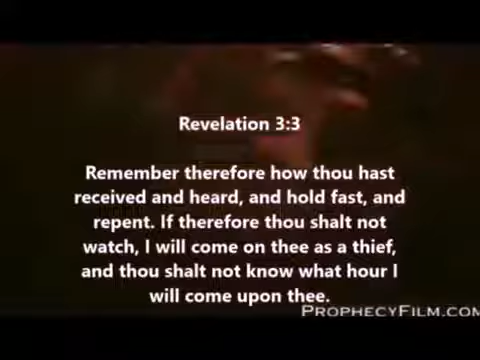 Revelation 3:3
Remember therefore how thou hast
received and heard, and hold fast, and
repent. If therefore thou shalt not
watch, I will come on thee as a thief,
and thou shalt not know what hour I
will come upon thee.
PROPHECYFILM.COM